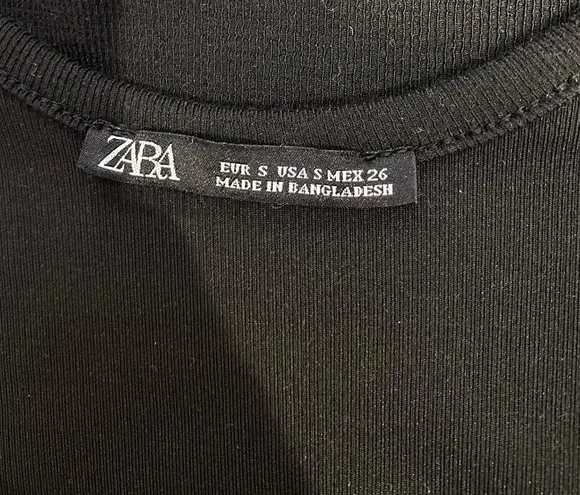 ZARA
EUR S USA S MEX 26
MADE IN BANGLADESH